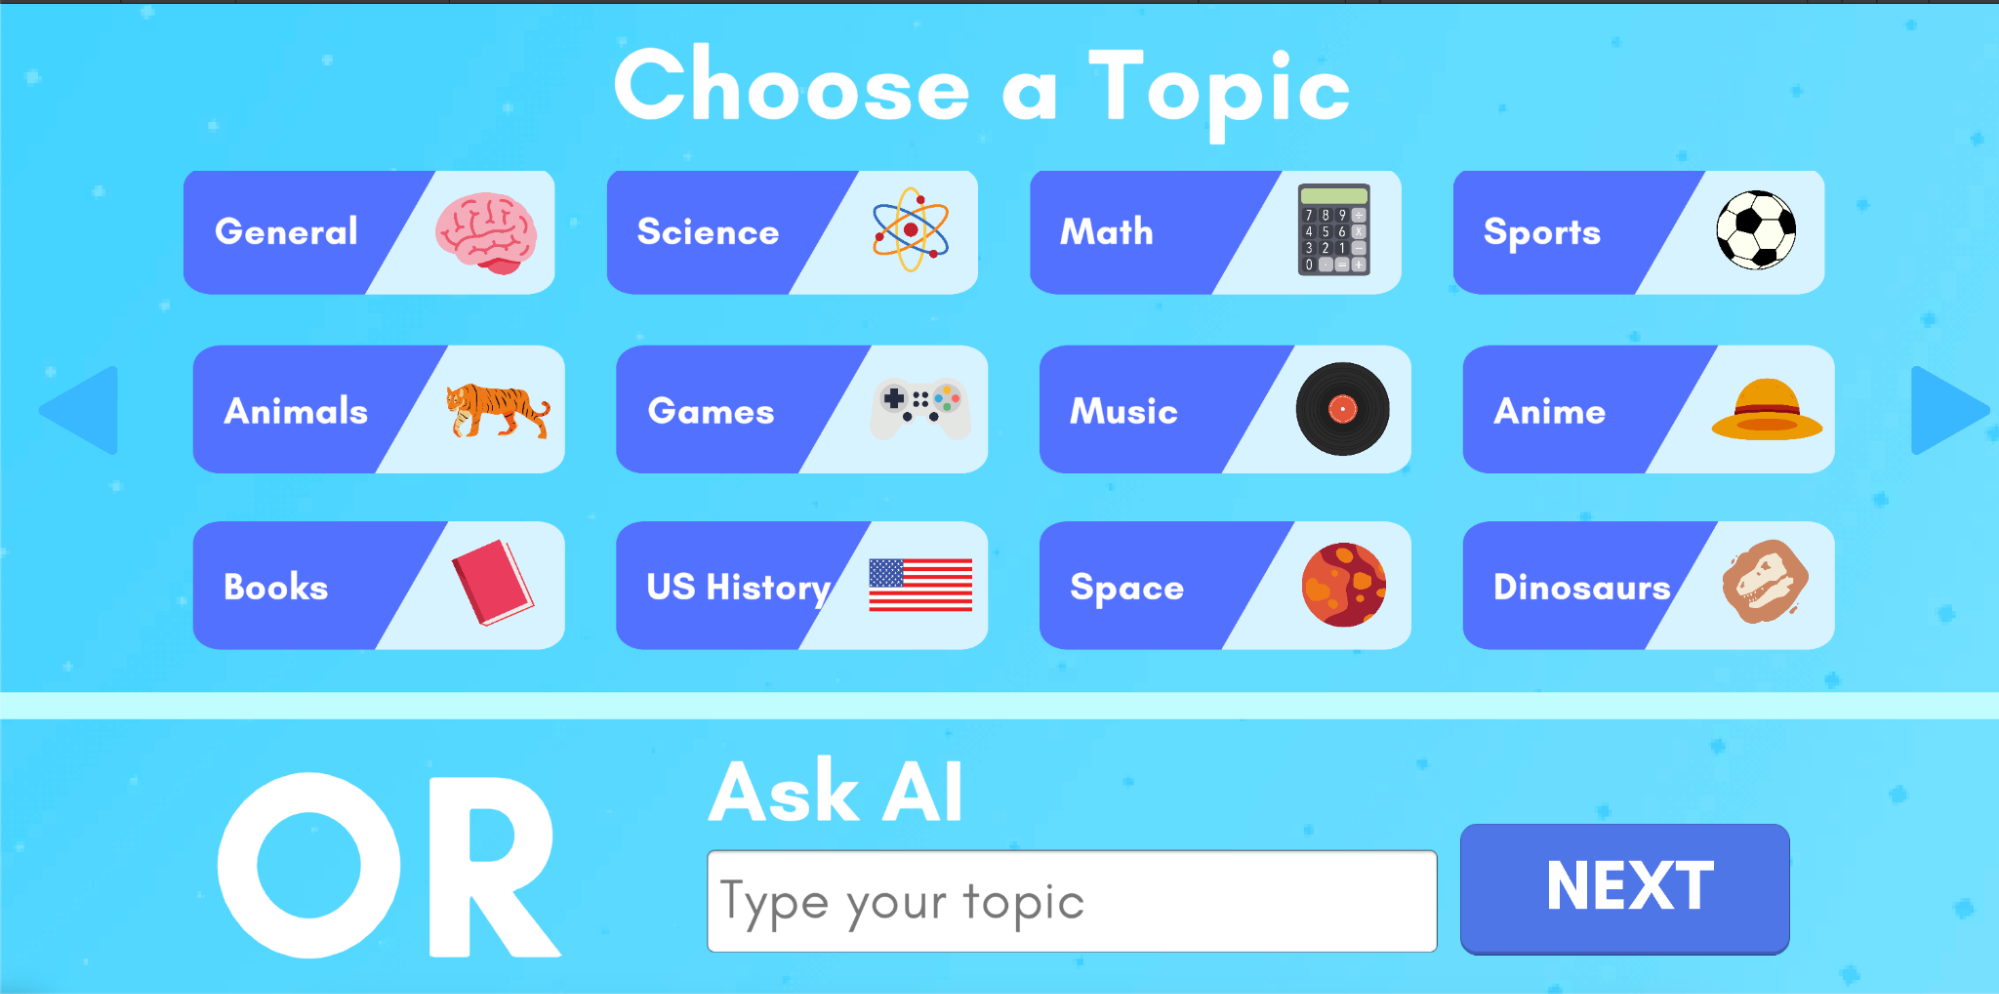 Choose a Topic
General
Science
Math
7 8 9 ÷
4 5 6 X
3 2 1 −
0 · = +
Sports
Animals
Games
Music
Anime
Books
US History
Space
Dinosaurs
OR
Ask AI
Type your topic
NEXT